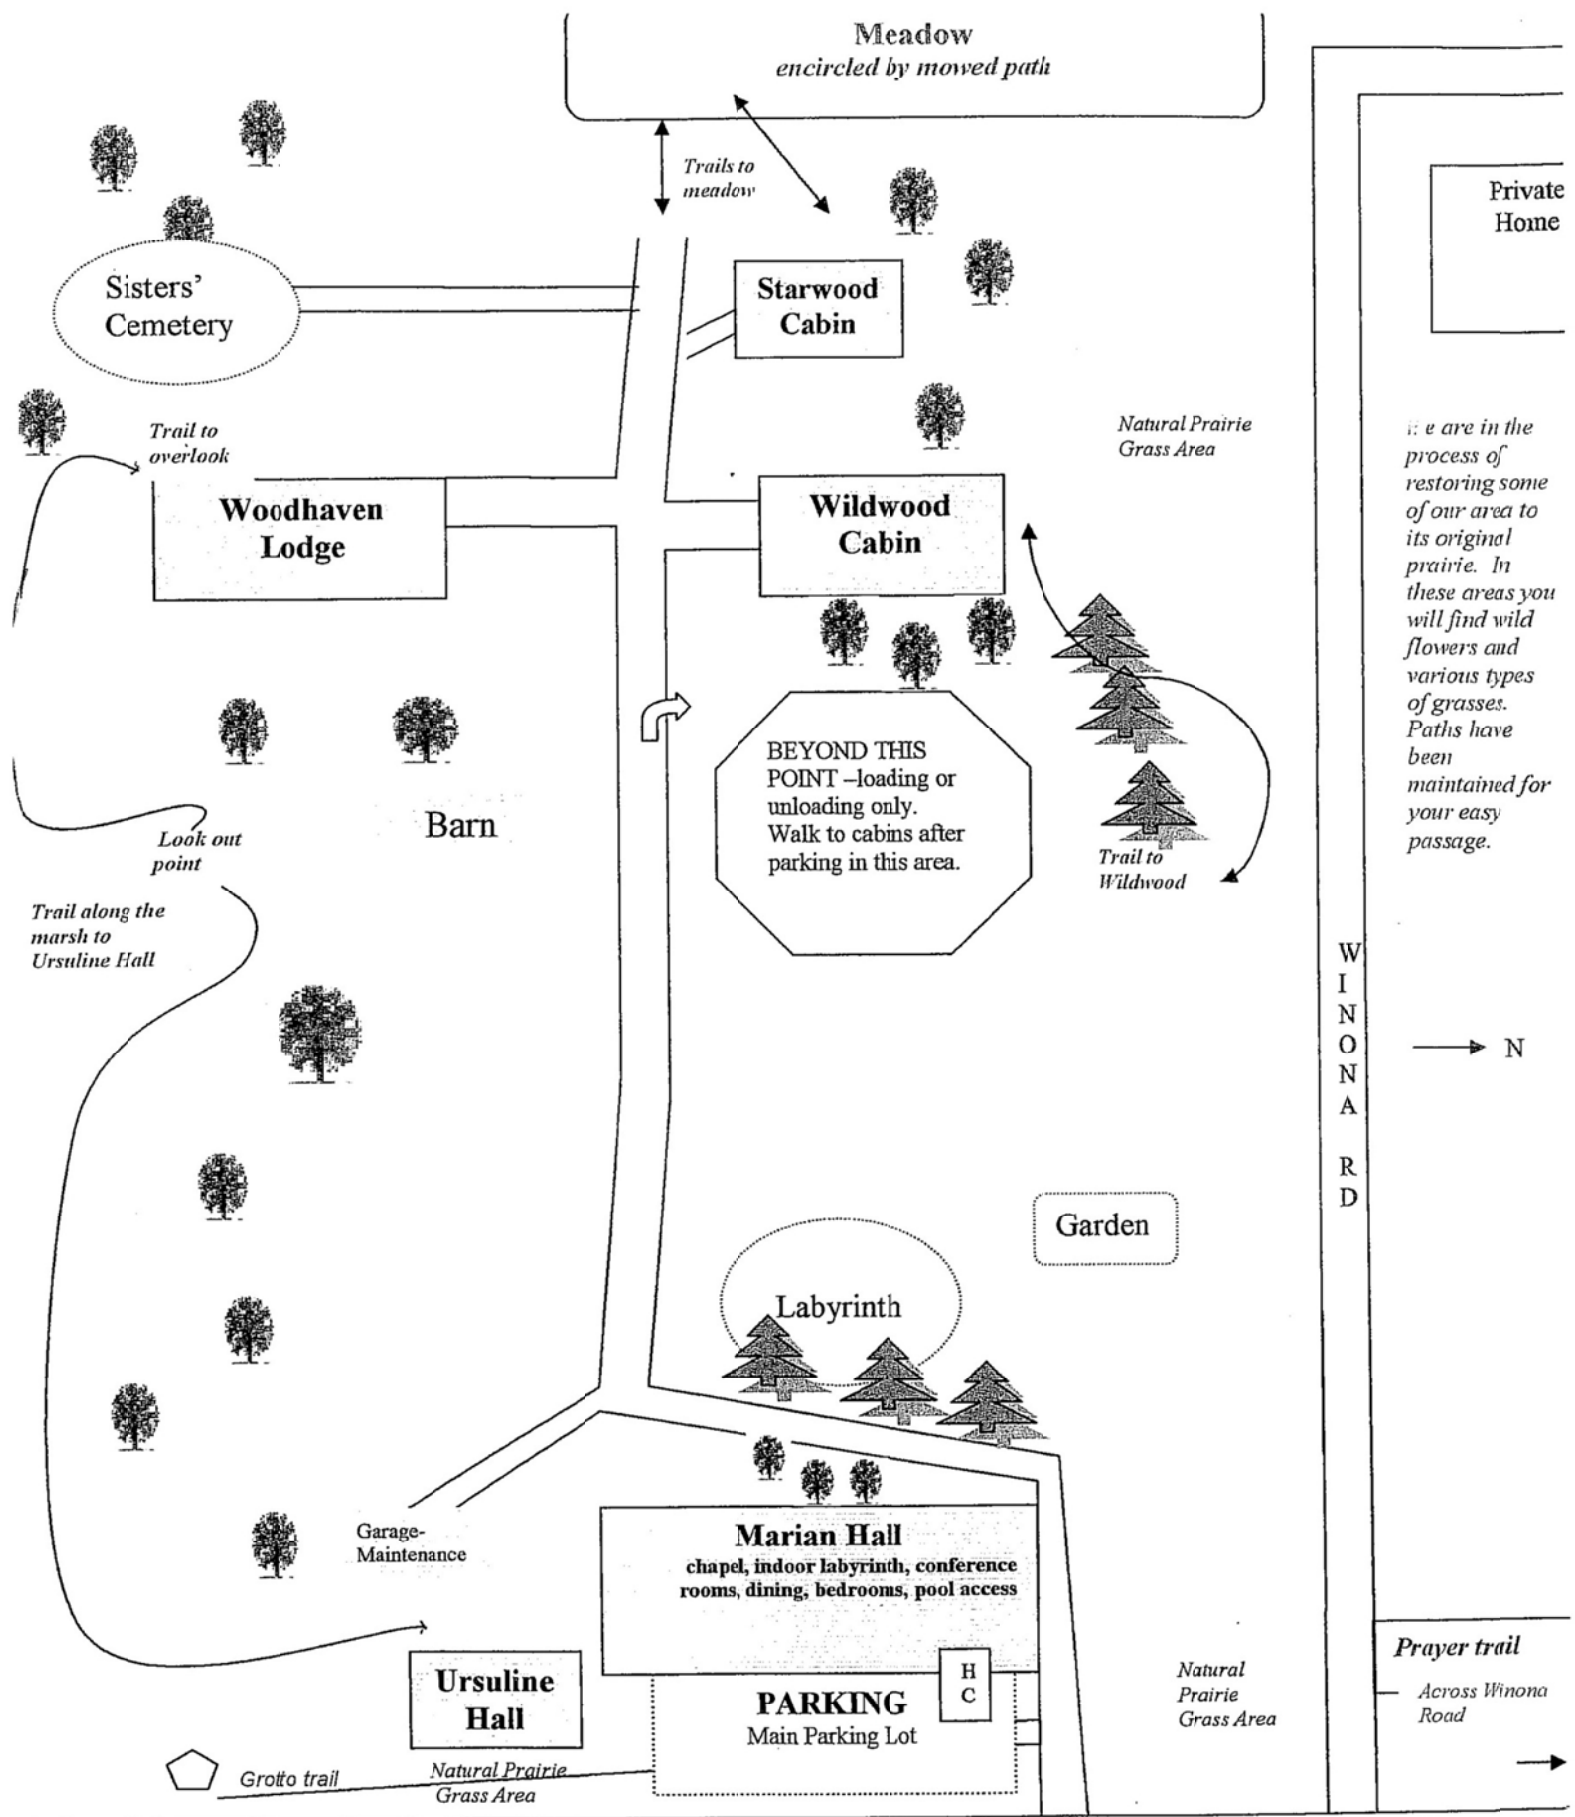 Meadow
encircled by mowed path
Trails to
meadow
Private
Home
Sisters'
Cemetery
Starwood
Cabin
Trail to
overlook
Natural Prairie
Grass Area
Woodhaven
Lodge
Wildwood
Cabin
e are in the
process of
restoring some
of our area to
its original
prairie. In
these areas you
will find wild
flowers and
various types
of grasses.
Paths have
been
maintained for
your easy
passage.
BEYOND THIS
POINT –loading or
unloading only.
Walk to cabins after
parking in this area.
Barn
Look out
point
Trail to
Wildwood
Trail along the
marsh to
Ursuline Hall
WINONA RD
N
Garden
Labyrinth
Garage-
Maintenance
Marian Hall
chapel, indoor labyrinth, conference
rooms, dining, bedrooms, pool access
H
C
Ursuline
Hall
PARKING
Main Parking Lot
Natural
Prairie
Grass Area
Prayer trail
Across Winona
Road
Grotto trail
Natural Prairie
Grass Area